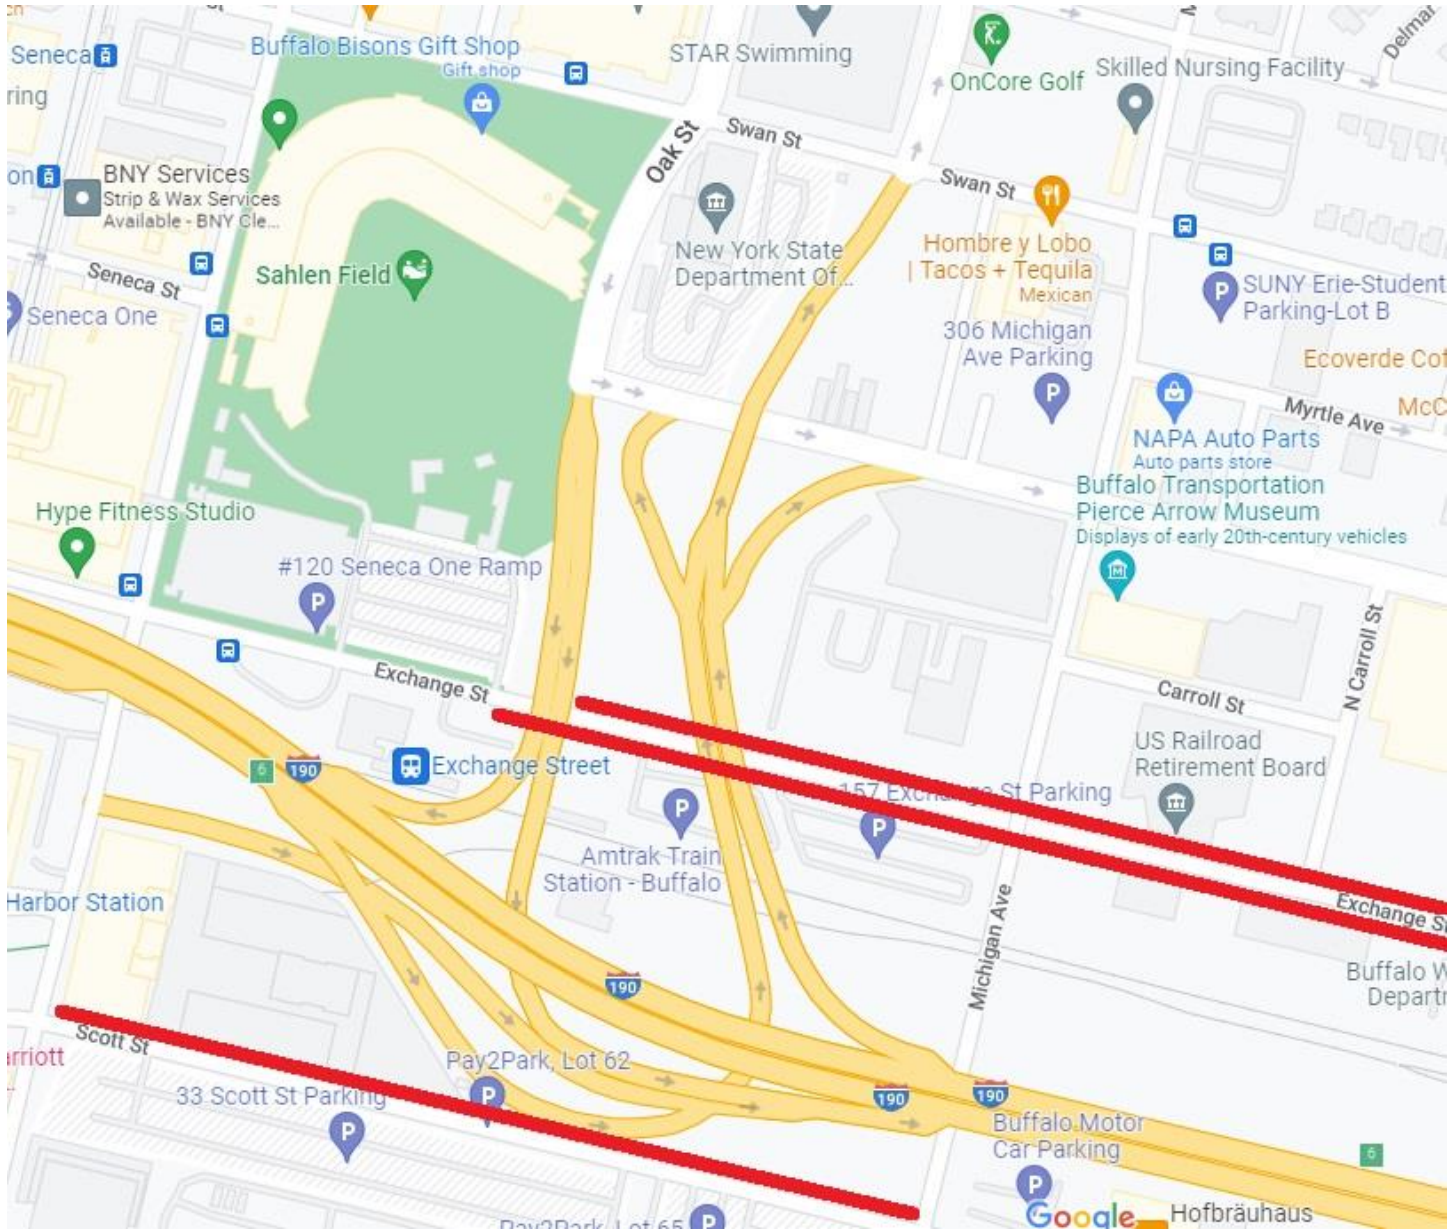 Seneca
ring
on
Buffalo Bisons Gift Shop
Gift shop
STAR Swimming
OnCore Golf
Skilled Nursing Facility
Delmar
BNY Services
Strip & Wax Services
Available - BNY Cle...
Oak St
Swan St
Swan St
Seneca St
Seneca One
Sahlen Field
New York State
Department Of...
Hombre y Lobo
| Tacos + Tequila
Mexican
SUNY Erie-Student
Parking-Lot B
P
306 Michigan
Ave Parking
P
Ecoverde Cof
McC
Myrtle Ave
NAPA Auto Parts
Auto parts store
Buffalo Transportation
Pierce Arrow Museum
Displays of early 20th-century vehicles
M
Hype Fitness Studio
#120 Seneca One Ramp
P
Exchange St
Carroll St
N Carroll St
US Railroad
Retirement Board
6
190
Exchange Street
P
Amtrak Train
Station - Buffalo
157 Exchange St Parking
P
Harbor Station
Michigan Ave
Exchange S
Buffalo W
Departr
190
Scott St
arriott
33 Scott St Parking
P
Pay2Park, Lot 62
P
190
190
Buffalo Motor
Car Parking
P
6
Pay2Park, Lot 65
P
Google
Hofbräuhaus